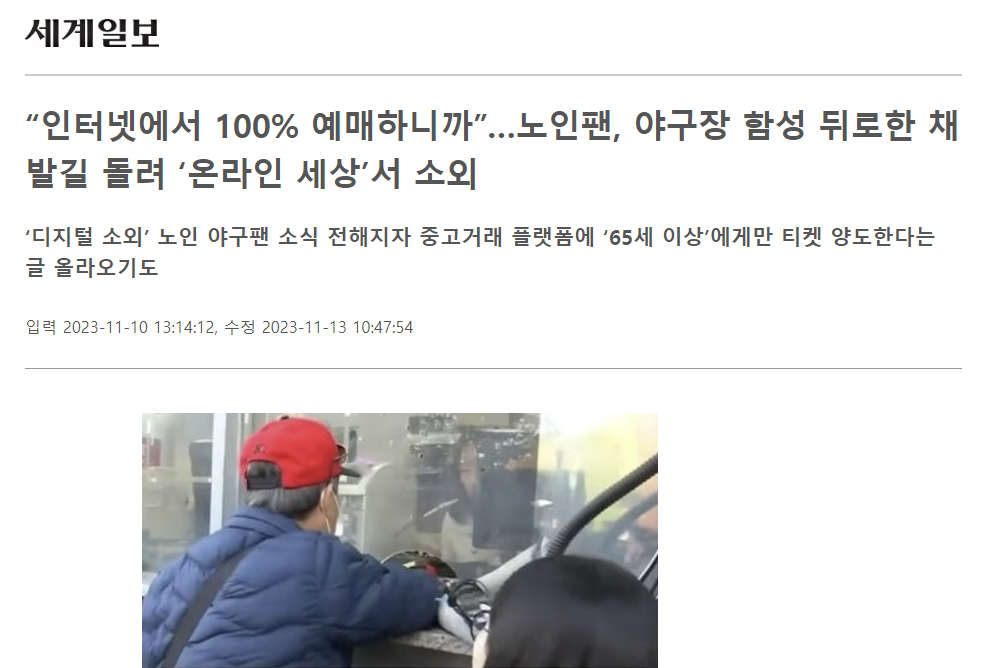 세계일보
“인터넷에서 100% 예매하니까”…노인팬, 야구장 함성 뒤로한 채
발길 돌려 ‘온라인 세상’서 소외
‘디지털 소외’ 노인 야구팬 소식 전해지자 중고거래 플랫폼에 ‘65세 이상’에게만 티켓 양도한다는
글 올라오기도
입력 2023-11-10 13:14:12, 수정 2023-11-13 10:47:54